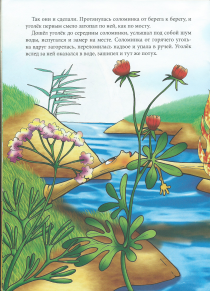 Так они и сделали. Протянулась соломинка от берега к берегу, и
уголёк первым смело затопал по ней, как по мосту.
Дошёл уголёк до середины соломинки, услышал под собой шум
воды, испугался и замер на месте. Соломинка от горячего уголь-
ка вдруг загорелась, переломилась надвое и упала в ручей. Уголёк
вслед за ней оказался в воде, зашипел и тут же потух.